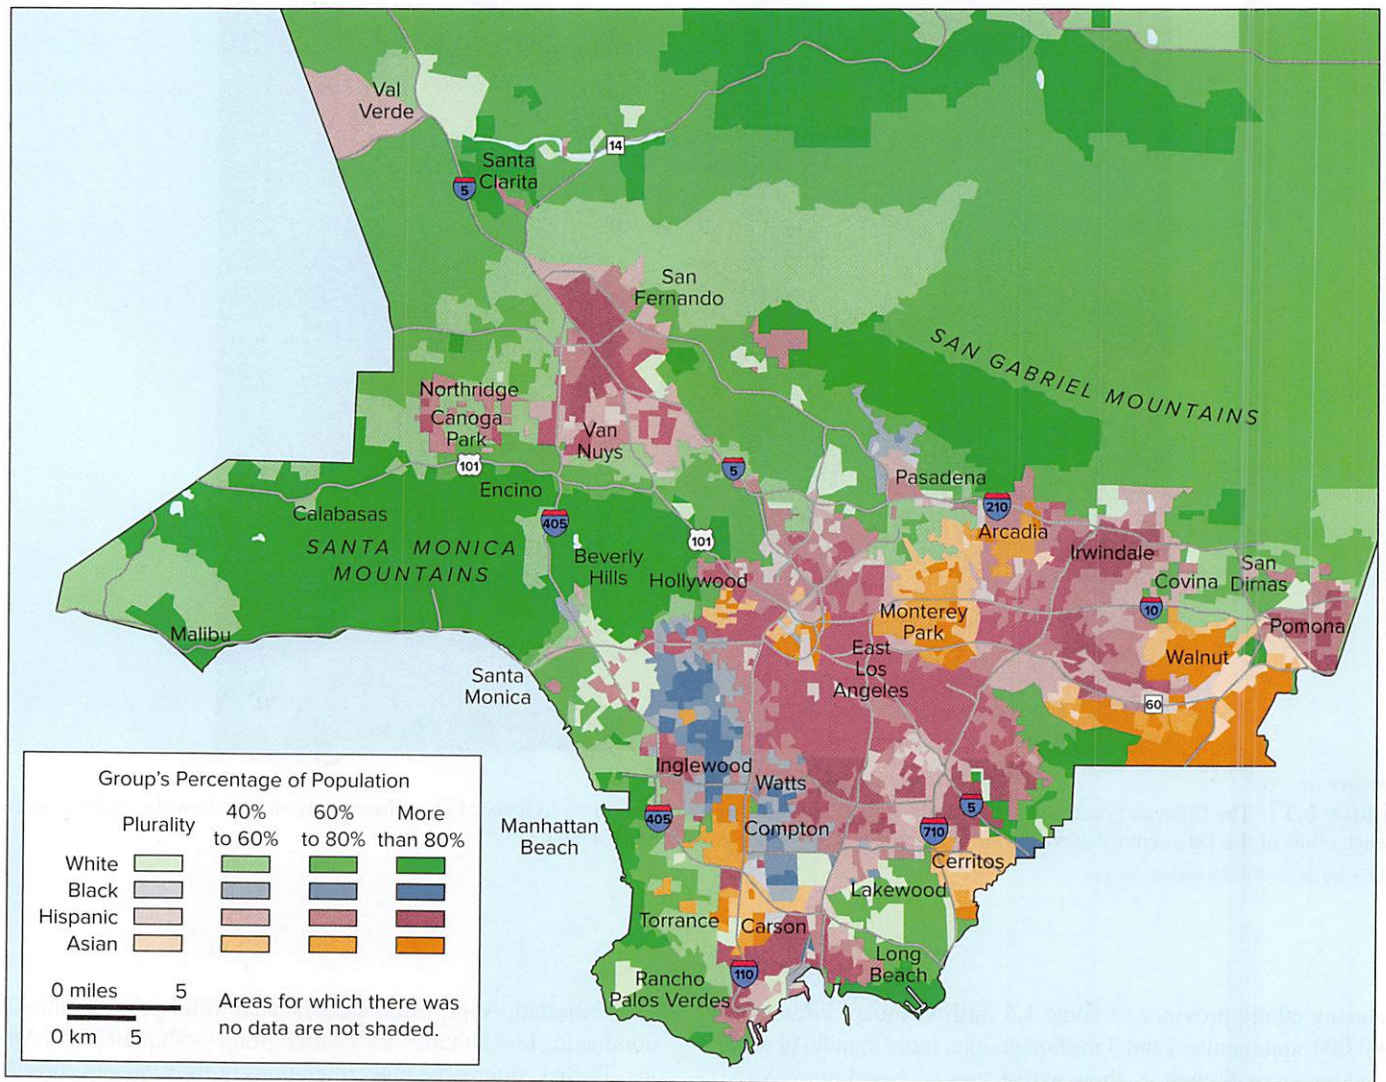 Val
Verde
14
Santa
Clarita
5
San
Fernando
SAN GABRIEL MOUNTAINS
Northridge
Canoga
Park
Van
Nuys
101
5
Encino
Pasadena
210
Calabasas
405
Arcadia
101
SANTA MONICA
MOUNTAINS
Beverly
Hills
Hollywood
Irwindale
Covina
San
Dimas
10
Monterey
Park
Pomona
Malibu
East
Los
Angeles
Walnut
Santa
Monica
60
Inglewood
Watts
5
405
Manhattan
Beach
Compton
710
Cerritos
Lakewood
Torrance
Carson
Long
Beach
110
Rancho
Palos Verdes
Group's Percentage of Population
Plurality
40%
to 60%
60%
to 80%
More
than 80%
White
Black
Hispanic
Asian
0 miles 5
0 km 5
Areas for which there was
no data are not shaded.